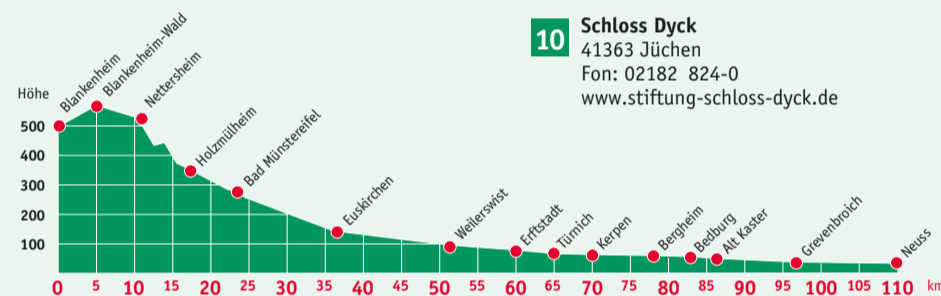 10
Schloss Dyck
41363 Jüchen
Fon: 02182 824-0
www.stiftung-schloss-dyck.de
Höhe
500
400
300
200
100
Blankenheim
Blankenheim-Wald
Nettersheim
Holzmülheim
Bad Münstereifel
Euskirchen
Weilerswist
Erftstadt
Türnich
Kerpen
Bergheim
Bedburg
Alt Kaster
Grevenbroich
Neuss
0 5 10 15 20 25 30 35 40 45 50 55 60 65 70 75 80 85 90 95 100 105 110 km